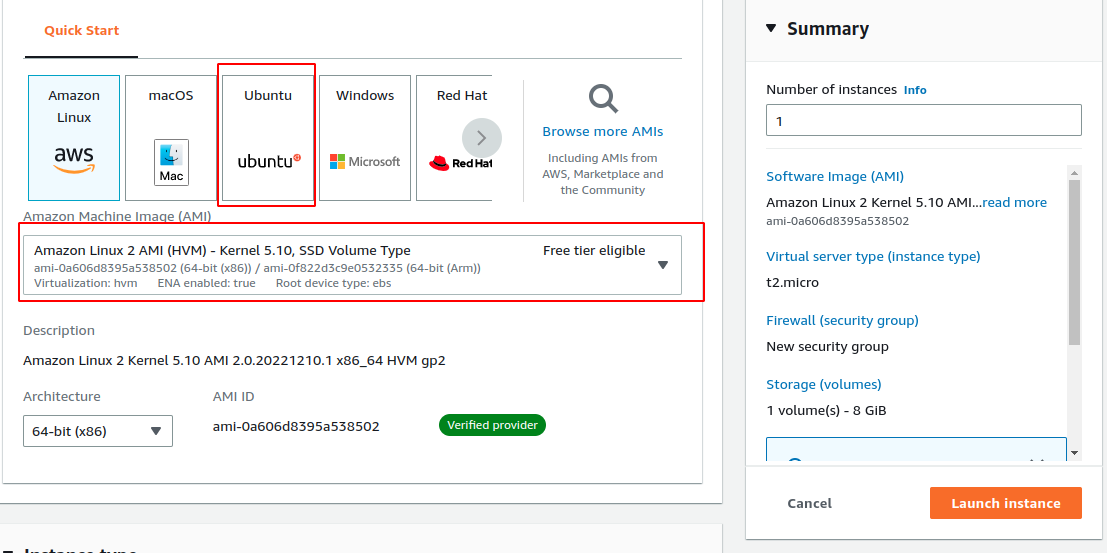 Quick Start
Amazon
Linux
aws
macOS
Mac
Ubuntu
ubuntu
Windows
Microsoft
Red Hat
Red Hat
Browse more AMIs
Including AMIs from
AWS, Marketplace and
the Community
Amazon Machine Image (AMI)
Amazon Linux 2 AMI (HVM) - Kernel 5.10, SSD Volume Type
Free tier eligible
ami-0a606d8395a538502 (64-bit (x86)) / ami-0f822d3c9e0532335 (64-bit (Arm))
Virtualization: hvm ENA enabled: true Root device type: ebs
Description
Amazon Linux 2 Kernel 5.10 AMI 2.0.20221210.1 x86_64 HVM gp2
Architecture
AMI ID
64-bit (x86)
ami-0a606d8395a538502
Verified provider
Instance type
Summary
Number of instances Info
1
Software Image (AMI)
Amazon Linux 2 Kernel 5.10 AMI...read more
ami-0a606d8395a538502
Virtual server type (instance type)
t2.micro
Firewall (security group)
New security group
Storage (volumes)
1 volume(s) - 8 GiB
Cancel
Launch instance